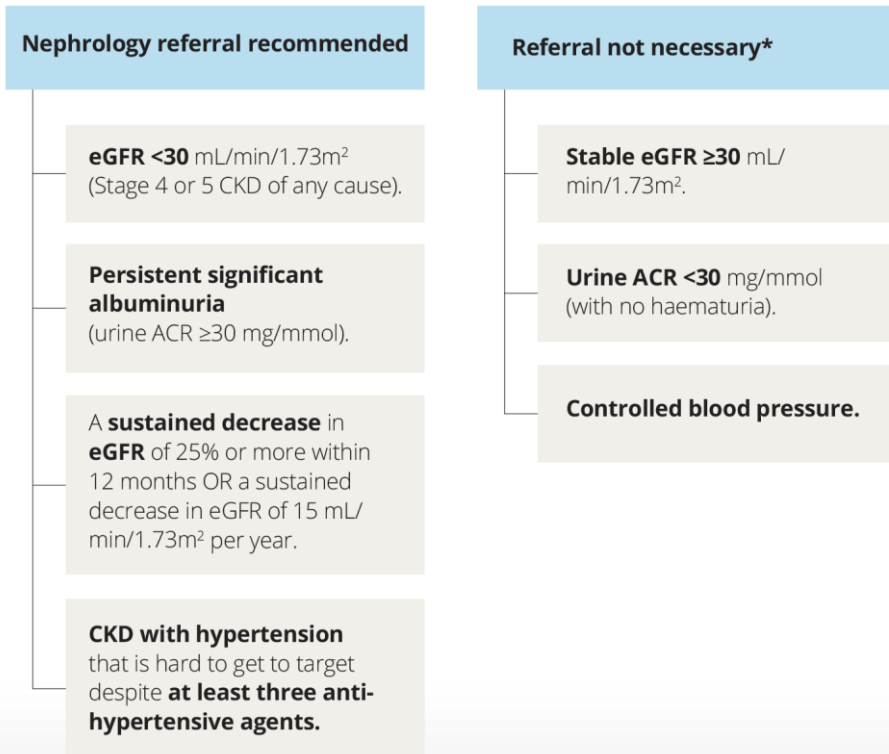 Nephrology referral recommended
eGFR <30 mL/min/1.73m²
(Stage 4 or 5 CKD of any cause).
Persistent significant
albuminuria
(urine ACR ≥30 mg/mmol).
A sustained decrease in
eGFR of 25% or more within
12 months OR a sustained
decrease in eGFR of 15 mL/
min/1.73m² per year.
CKD with hypertension
that is hard to get to target
despite at least three anti-
hypertensive agents.
Referral not necessary*
Stable eGFR ≥30 mL/
min/1.73m².
Urine ACR <30 mg/mmol
(with no haematuria).
Controlled blood pressure.